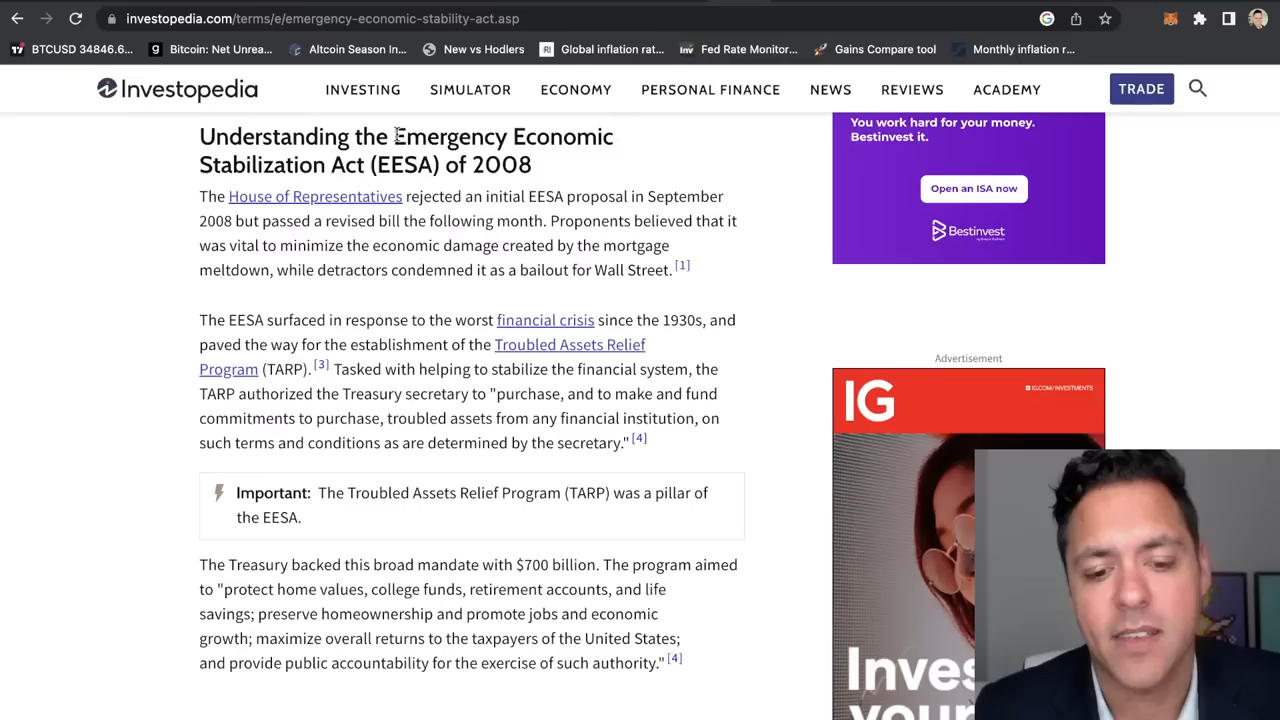 investopedia.com/terms/e/emergency-economic-stability-act.asp
BTCUSD 34846.6...
Bitcoin: Net Unrea...
Altcoin Season In...
New vs Hodlers
Global inflation rat...
Fed Rate Monitor...
Gains Compare tool
Monthly inflation r...
Investopedia
INVESTING
SIMULATOR
ECONOMY
PERSONAL FINANCE
NEWS
REVIEWS
ACADEMY
TRADE
Understanding the Emergency Economic
Stabilization Act (EESA) of 2008
The House of Representatives rejected an initial EESA proposal in September
2008 but passed a revised bill the following month. Proponents believed that it
was vital to minimize the economic damage created by the mortgage
meltdown, while detractors condemned it as a bailout for Wall Street. [1]
The EESA surfaced in response to the worst financial crisis since the 1930s, and
paved the way for the establishment of the Troubled Assets Relief
Program (TARP). [3] Tasked with helping to stabilize the financial system, the
TARP authorized the Treasury secretary to "purchase, and to make and fund
commitments to purchase, troubled assets from any financial institution, on
such terms and conditions as are determined by the secretary." [4]
Important: The Troubled Assets Relief Program (TARP) was a pillar of
the EESA.
The Treasury backed this broad mandate with $700 billion. The program aimed
to "protect home values, college funds, retirement accounts, and life
savings; preserve homeownership and promote jobs and economic
growth; maximize overall returns to the taxpayers of the United States;
and provide public accountability for the exercise of such authority." [4]
You work hard for your money.
Bestinvest it.
Open an ISA now
Bestinvest
Advertisement
IG
IG.COM/INVESTMENTS
Inves
your